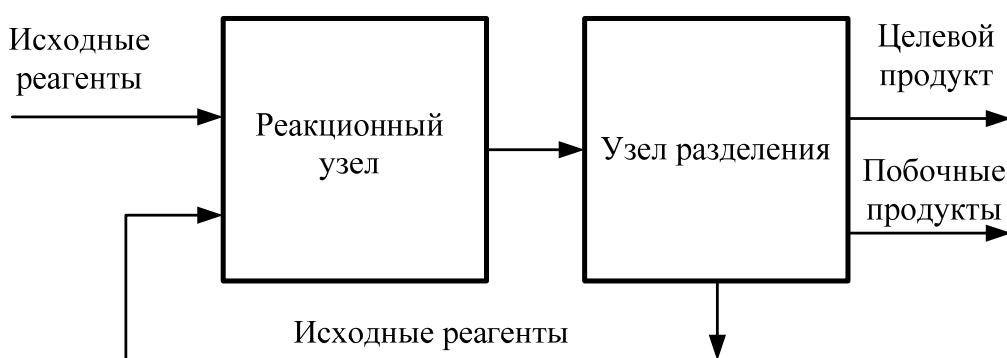 Исходные
реагенты
Реакционный
узел
Узел разделения
Целевой
продукт
Побочные
продукты
Исходные реагенты